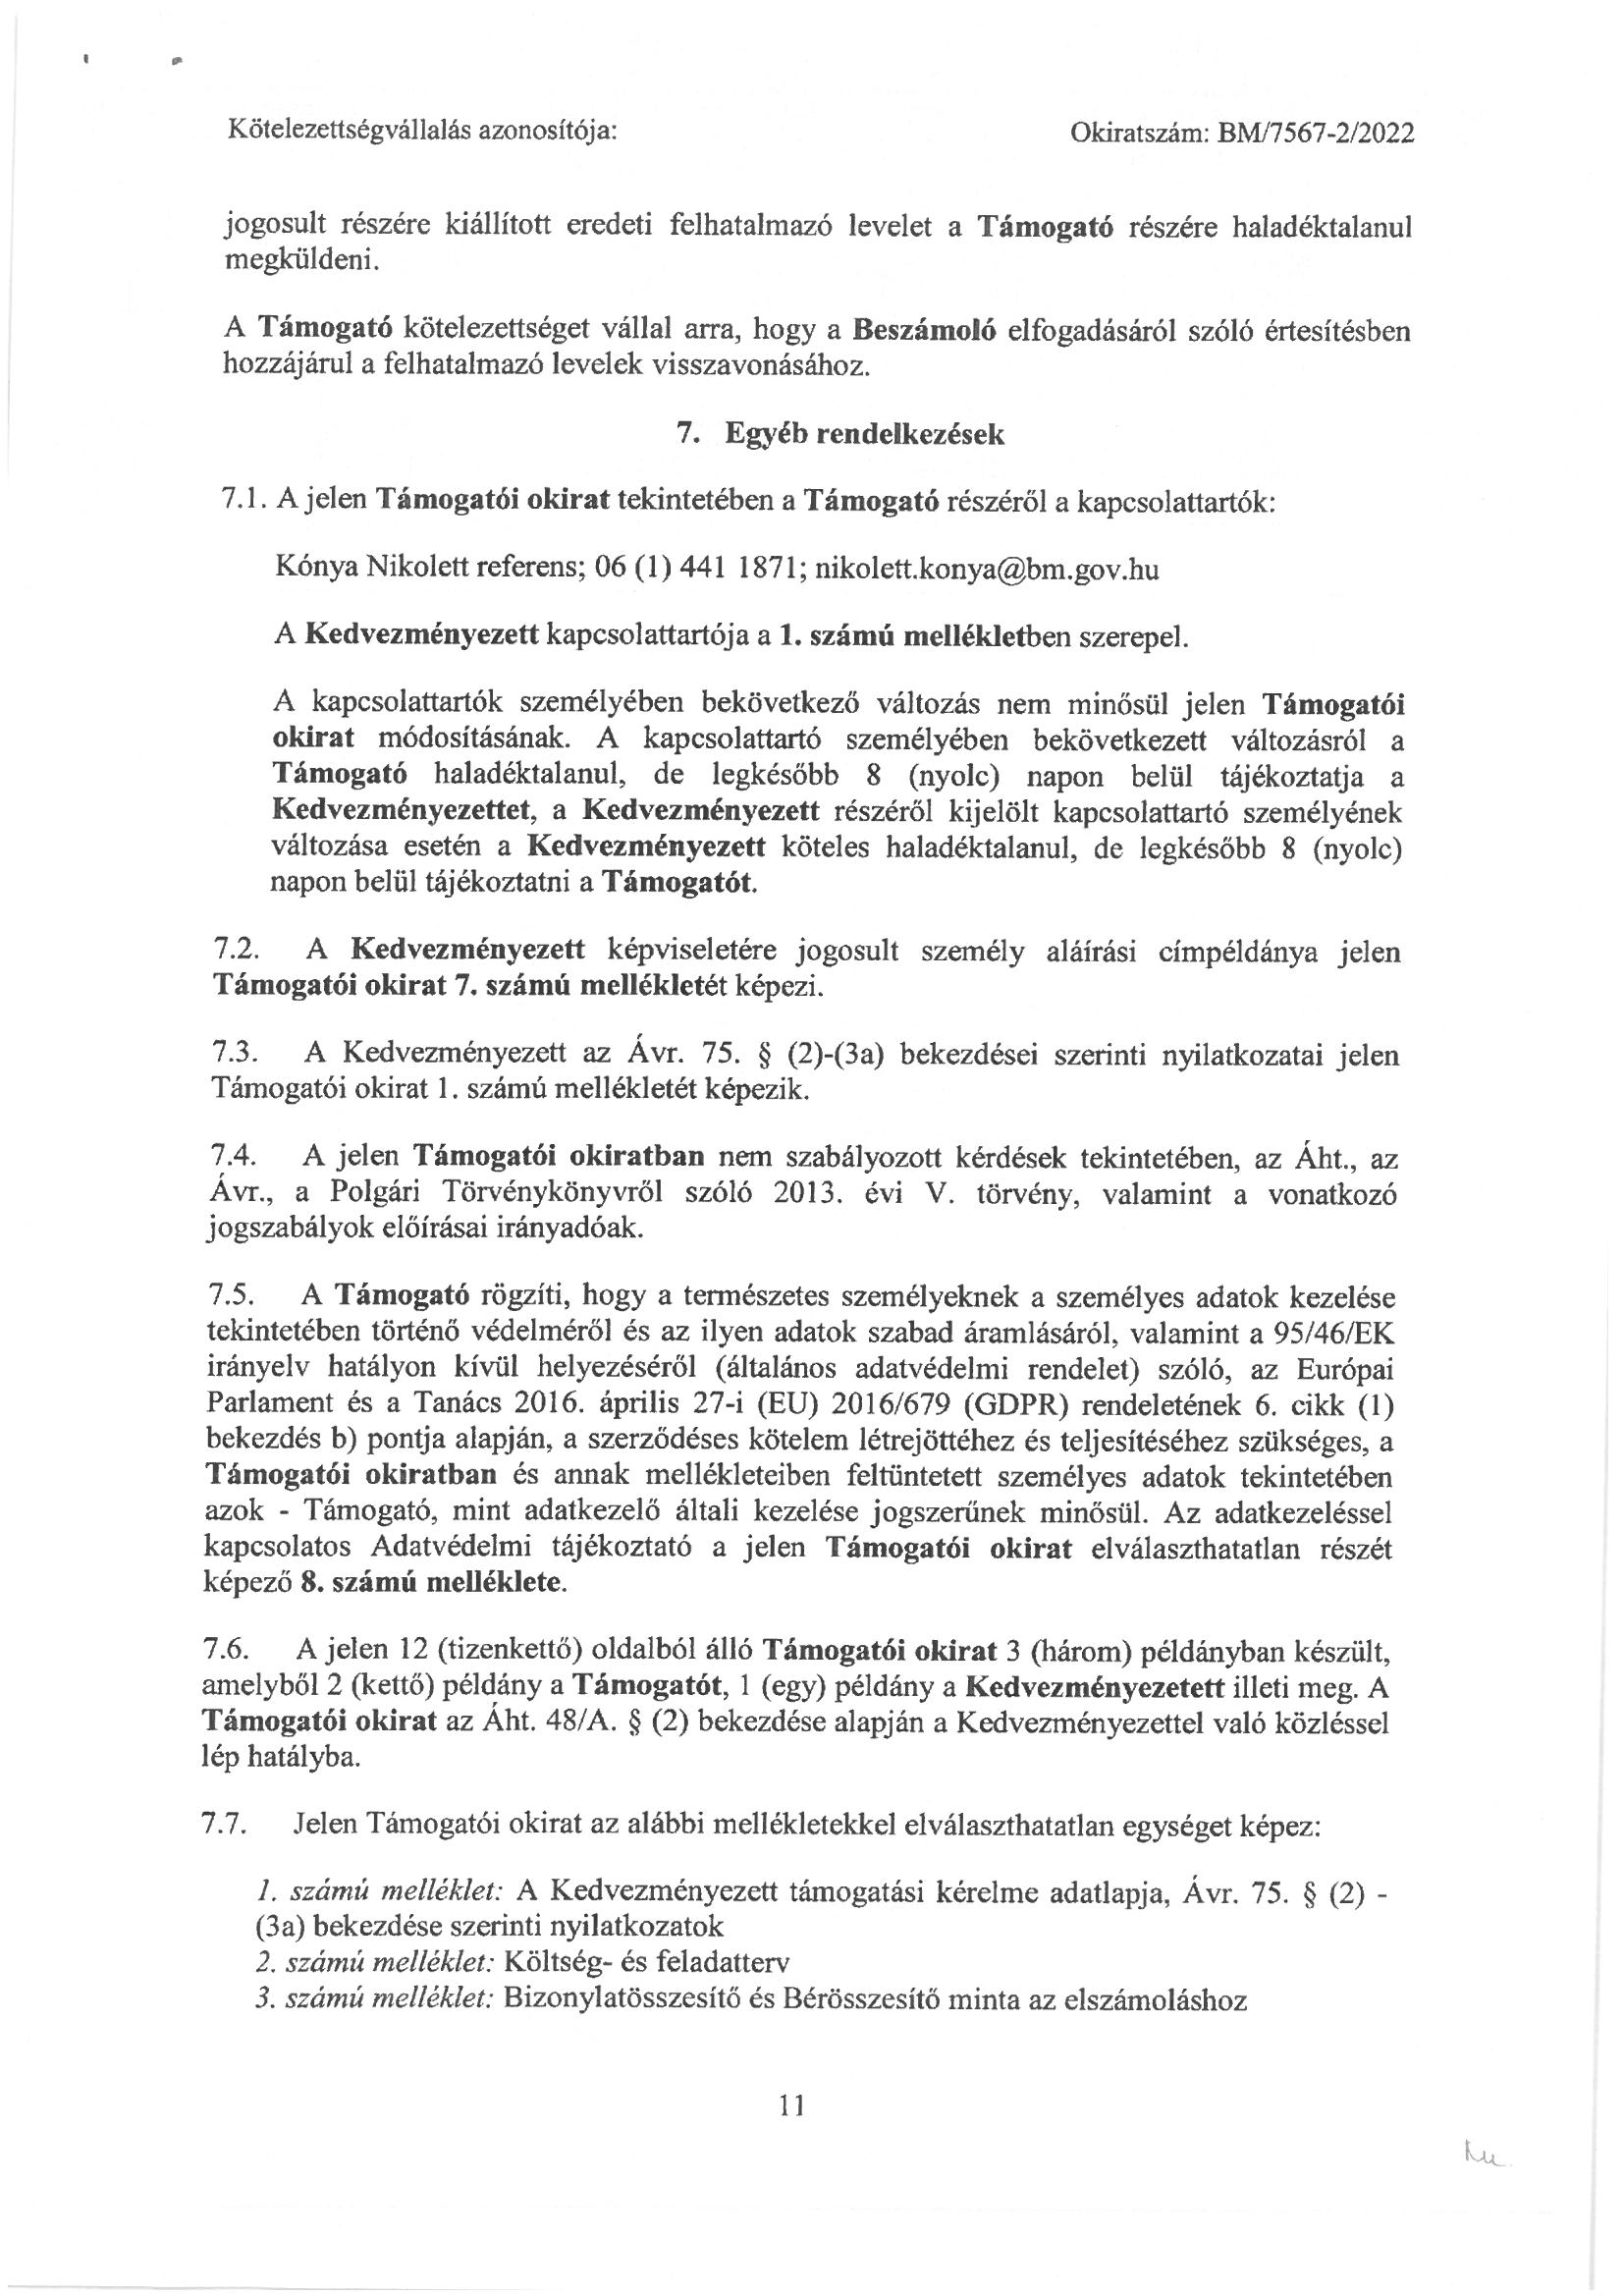 Kötelezettségvállalás azonosítója:
Okiratszám: BM/7567-2/2022
jogosult részére kiállított eredeti felhatalmazó levelet a Támogató részére haladéktalanul
megküldeni.
A Támogató kötelezettséget vállal arra, hogy a Beszámoló elfogadásáról szóló értesítésben
hozzájárul a felhatalmazó levelek visszavonásához.
7. Egyéb rendelkezések
7.1. A jelen Támogatói okirat tekintetében a Támogató részéről a kapcsolattartók:
Kónya Nikolett referens; 06 (1) 441 1871; nikolett.konya@bm.gov.hu
A Kedvezményezett kapcsolattartója a 1. számú mellékletben szerepel.
A kapcsolattartók személyében bekövetkező változás nem minősül jelen Támogatói
okirat módosításának. A kapcsolattartó személyében bekövetkezett változásról a
Támogató haladéktalanul, de legkésőbb 8 (nyolc) napon belül tájékoztatja a
Kedvezményezettet, a Kedvezményezett részéről kijelölt kapcsolattartó személyének
változása esetén a Kedvezményezett köteles haladéktalanul, de legkésőbb 8 (nyolc)
napon belül tájékoztatni a Támogatót.
7.2. A Kedvezményezett képviseletére jogosult személy aláírási címpéldánya jelen
Támogatói okirat 7. számú mellékletét képezi.
7.3. A Kedvezményezett az Ávr. 75. § (2)-(3a) bekezdései szerinti nyilatkozatai jelen
Támogatói okirat 1. számú mellékletét képezik.
7.4. A jelen Támogatói okiratban nem szabályozott kérdések tekintetében, az Áht., az
Ávr., a Polgári Törvénykönyvről szóló 2013. évi V. törvény, valamint a vonatkozó
jogszabályok előírásai irányadóak.
7.5. A Támogató rögzíti, hogy a természetes személyeknek a személyes adatok kezelése
tekintetében történő védelméről és az ilyen adatok szabad áramlásáról, valamint a 95/46/EK
irányelv hatályon kívül helyezéséről (általános adatvédelmi rendelet) szóló, az Európai
Parlament és a Tanács 2016. április 27-i (EU) 2016/679 (GDPR) rendeletének 6. cikk (1)
bekezdés b) pontja alapján, a szerződéses kötelem létrejöttéhez és teljesítéséhez szükséges, a
Támogatói okiratban és annak mellékleteiben feltüntetett személyes adatok tekintetében
azok - Támogató, mint adatkezelő általi kezelése jogszerűnek minősül. Az adatkezeléssel
kapcsolatos Adatvédelmi tájékoztató a jelen Támogatói okirat elválaszthatatlan részét
képező 8. számú melléklete.
7.6. A jelen 12 (tizenkettő) oldalból álló Támogatói okirat 3 (három) példányban készült,
amelyből 2 (kettő) példány a Támogatót, 1 (egy) példány a Kedvezményezetett illeti meg. A
Támogatói okirat az Áht. 48/A. § (2) bekezdése alapján a Kedvezményezettel való közléssel
lép hatályba.
7.7. Jelen Támogatói okirat az alábbi mellékletekkel elválaszthatatlan egységet képez:
1. számú melléklet: A Kedvezményezett támogatási kérelme adatlapja, Ávr. 75. § (2) -
(3a) bekezdése szerinti nyilatkozatok
2. számú melléklet: Költség- és feladatterv
3. számú melléklet: Bizonylatösszesítő és Bérösszesítő minta az elszámoláshoz
11